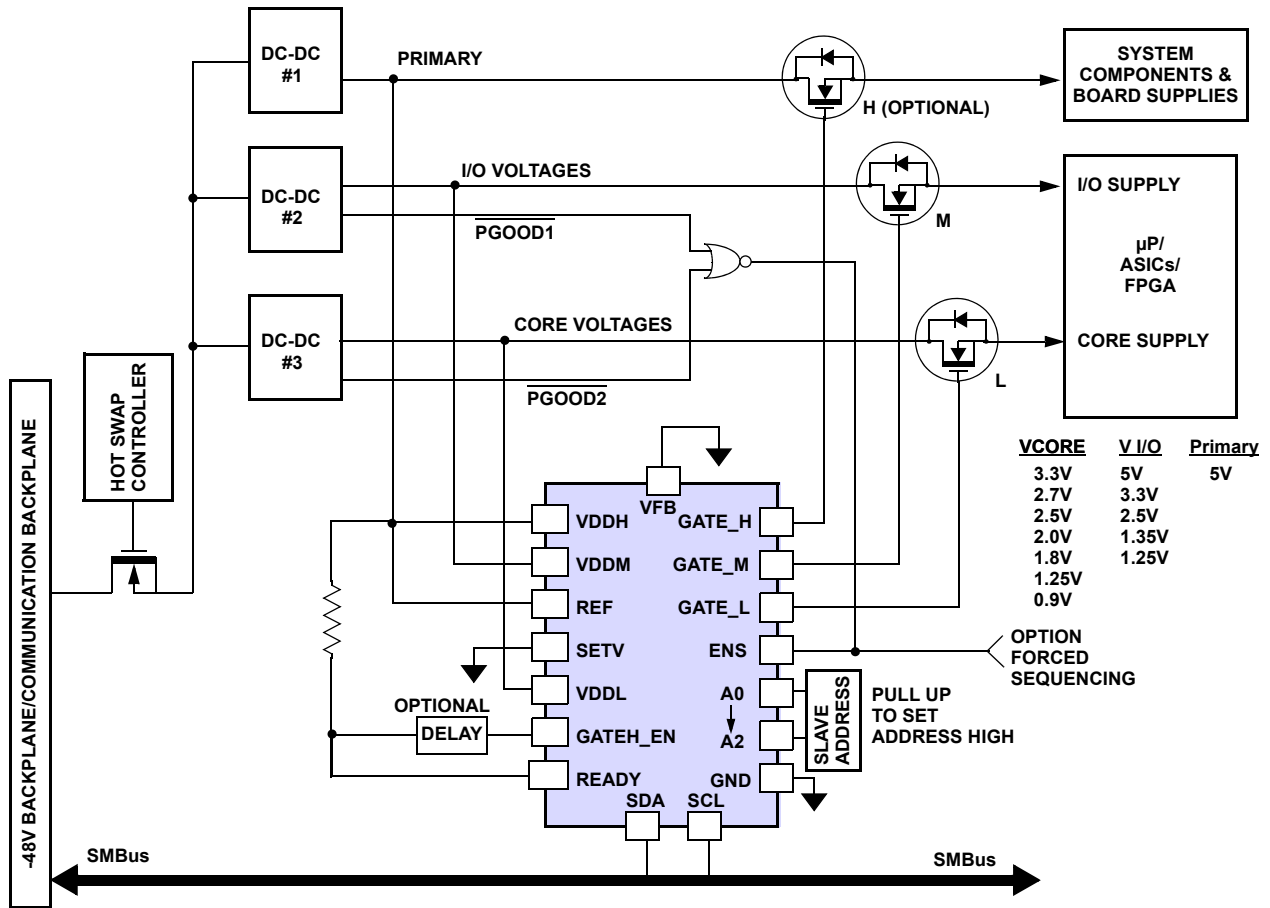 DC-DC
#1
PRIMARY
H (OPTIONAL)
SYSTEM
COMPONENTS &
BOARD SUPPLIES
DC-DC
#2
I/O VOLTAGES
PGOOD1
M
I/O SUPPLY
µP/
ASICs/
FPGA
CORE SUPPLY
DC-DC
#3
CORE VOLTAGES
PGOOD2
L
HOT SWAP
CONTROLLER
-48V BACKPLANE/COMMUNICATION BACKPLANE
VCORE V I/O Primary
3.3V 5V 5V
2.7V 3.3V
2.5V 2.5V
2.0V 1.35V
1.8V 1.25V
1.25V
0.9V
VFB
VDDH GATE_H
VDDM GATE_M
REF GATE_L
SETV ENS
VDDL A0
GATEH_EN A2
READY GND
SDA SCL
OPTIONAL
DELAY
OPTION
FORCED
SEQUENCING
SLAVE
ADDRESS
PULL UP
TO SET
ADDRESS HIGH
SMBus SMBus